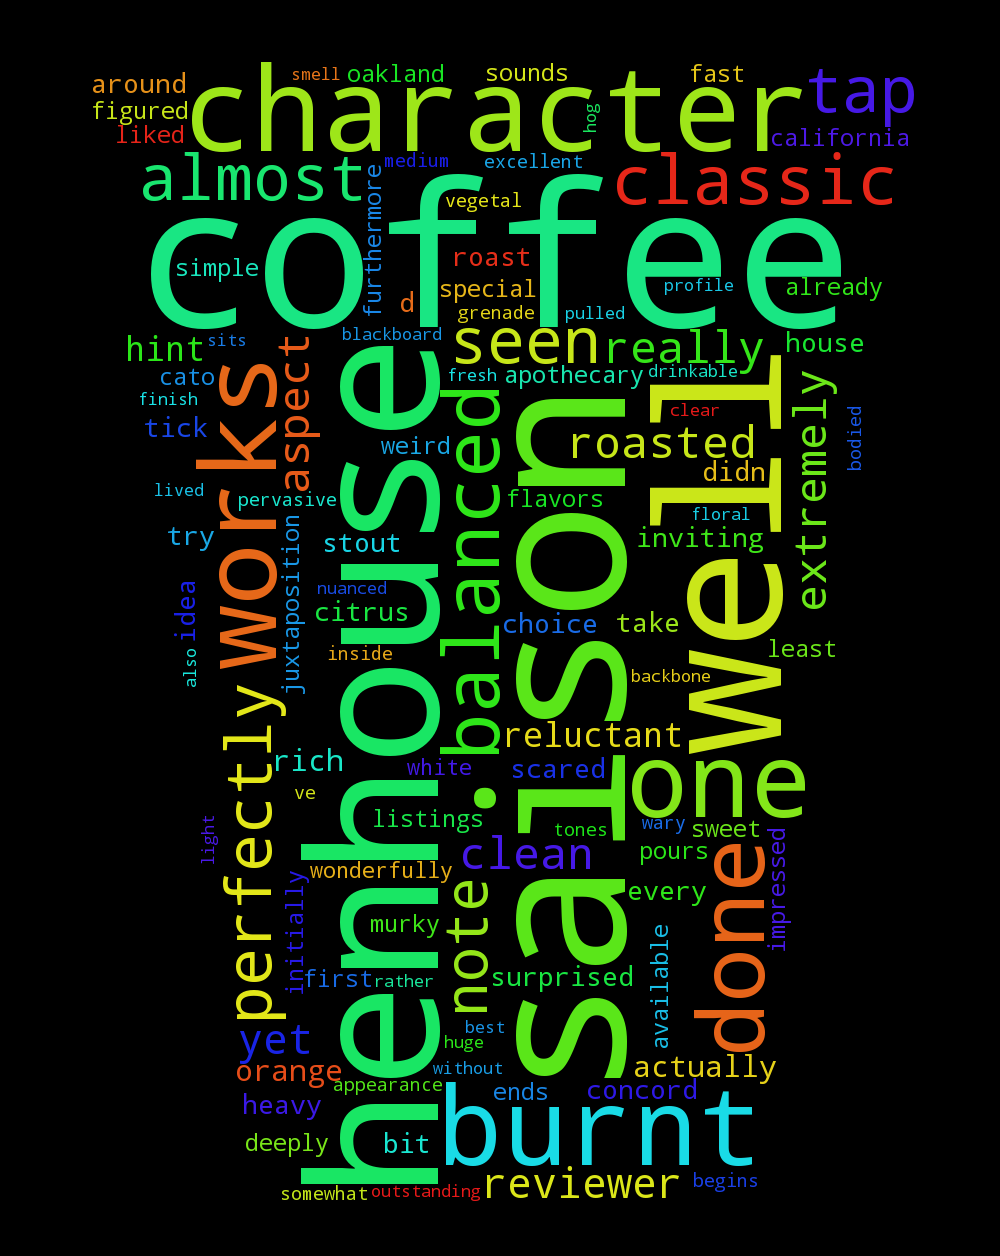 smell
oakland
sounds
fast
around
character
tap
figured
hog
liked
california
almost
medium
excellent
classic
furthermore
vegetal
coffee
simple
roast
special
profile
already
d
grenade
pulled
hint
sits
blackboard
seen
really
house
cato
works
aspect
fresh
apothecary
drinkable
finish
clear
extremely
bodied
tick
weird
roasted
didn
lived
pervasive
flavors
floral
try
stout
inviting
juxtaposition
nuanced
idea
citrus
choice
take
also
inside
balanced
saison
well
least
henhouse
backbone
perfectly
rich
reluctant
white
scared
one
ve
listings
tones
wary
sweet
light
clean
pours
wonderfully
every
done
impressed
initially
murky
note
first
rather
surprised
available
yet
best
huge
orange
without
actually
appearance
heavy
ends
concord
burnt
deeply
bit
somewhat
outstanding
reviewer
begins